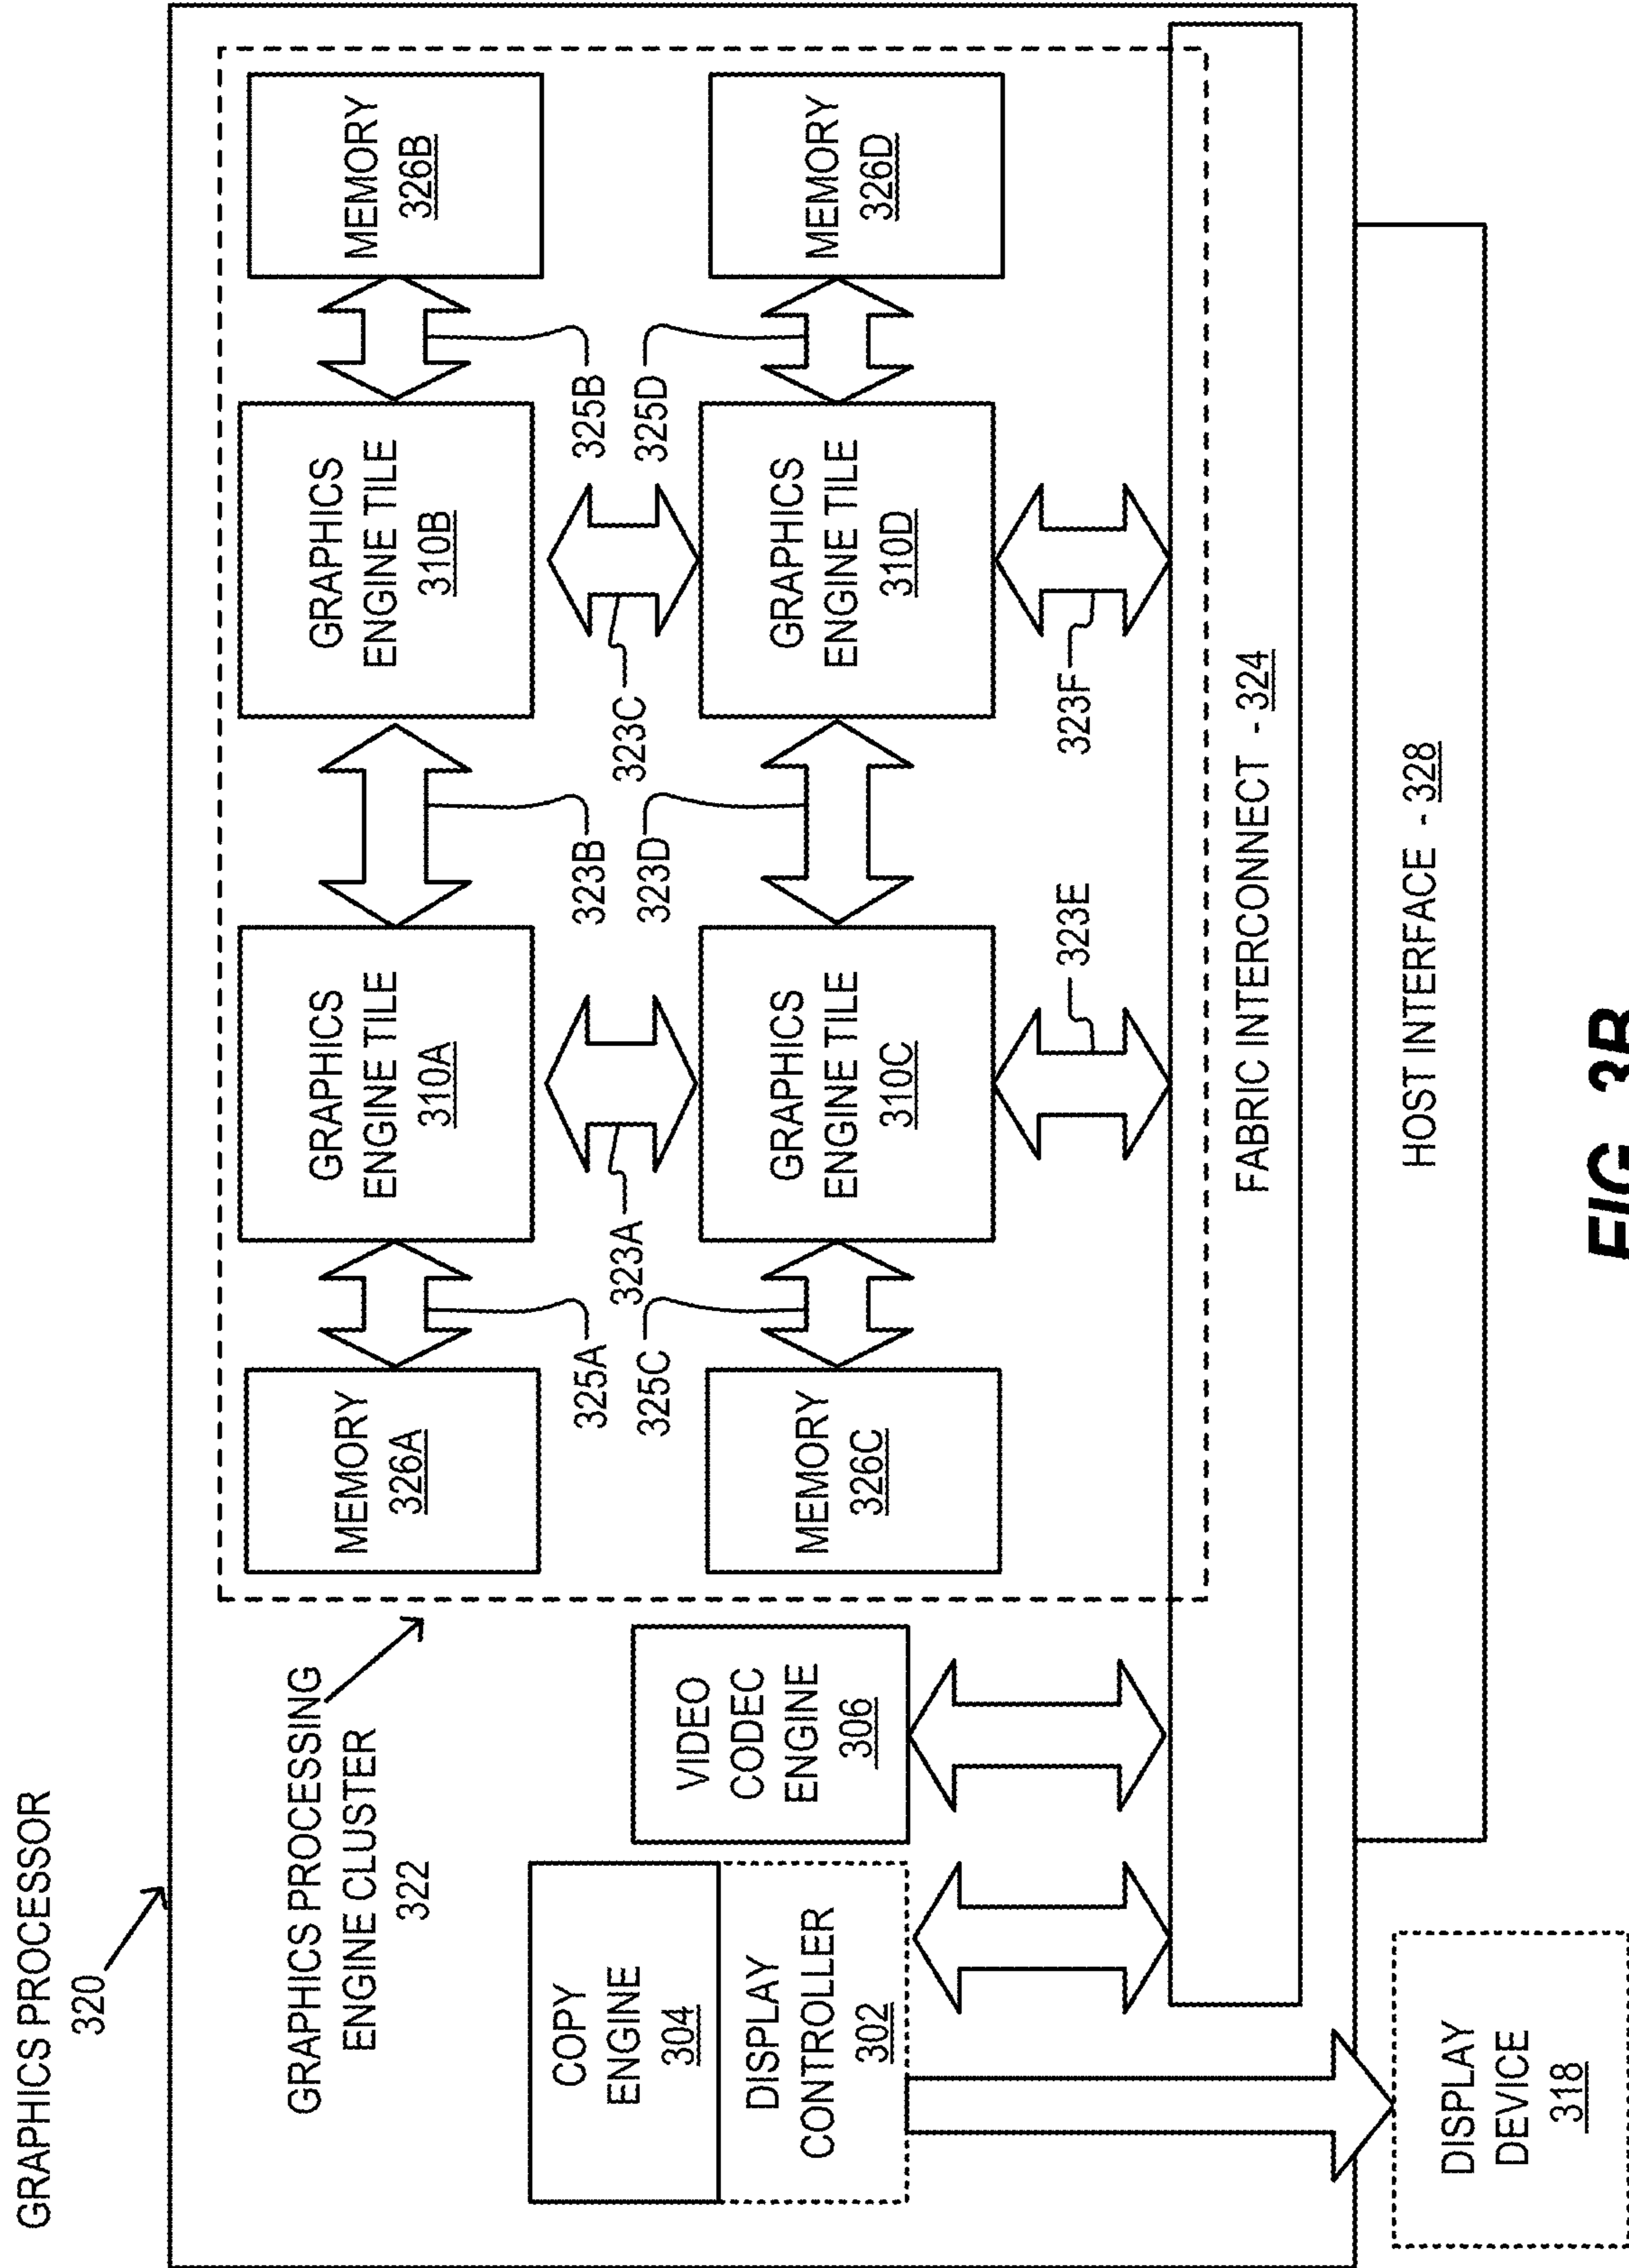 GRAPHICS PROCESSOR
320
GRAPHICS PROCESSING
ENGINE CLUSTER
322
MEMORY
326A
325A
GRAPHICS
ENGINE TILE
310A
323B
GRAPHICS
ENGINE TILE
310B
325B
MEMORY
326B
323A
323C
MEMORY
326C
325C
GRAPHICS
ENGINE TILE
310C
323D
GRAPHICS
ENGINE TILE
310D
325D
MEMORY
326D
COPY
ENGINE
304
DISPLAY
CONTROLLER
302
VIDEO
CODEC
ENGINE
306
323E
323F
FABRIC INTERCONNECT - 324
HOST INTERFACE - 328
DISPLAY
DEVICE
318
FIG. 3B